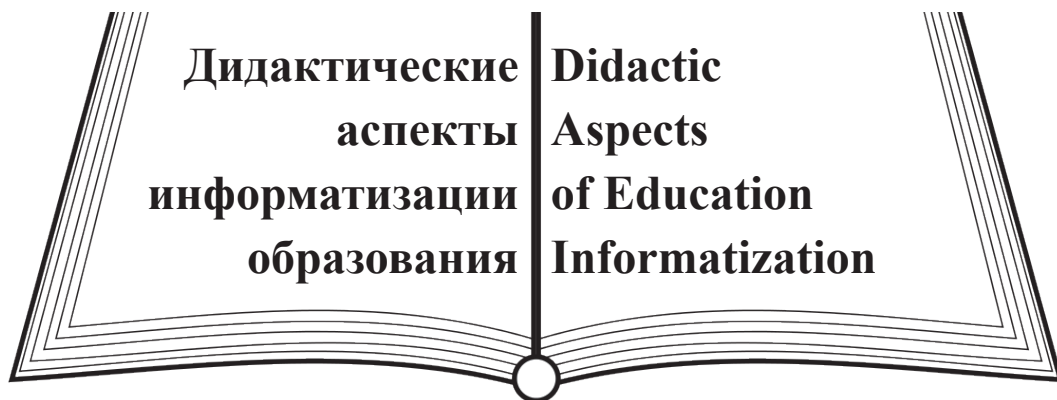 Дидактические
аспекты
информатизации
образования
Didactic
Aspects
of Education
Informatization